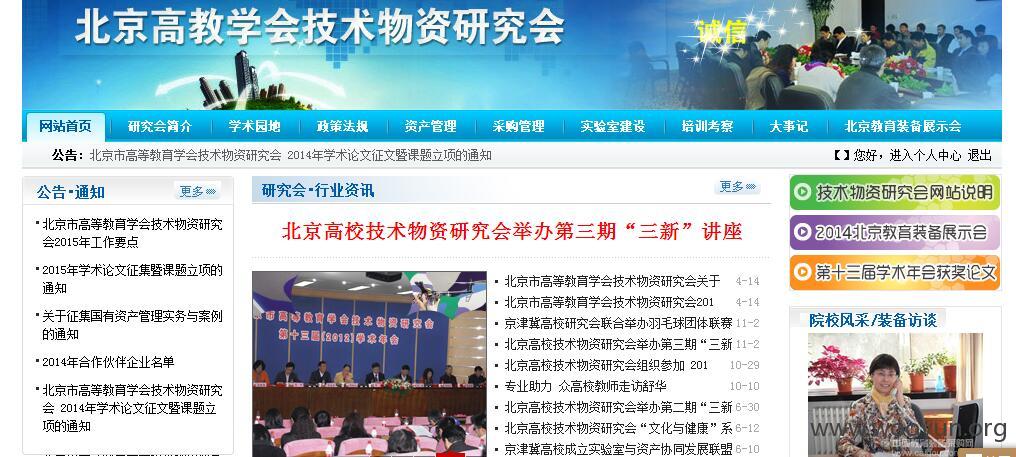 北京高教学会技术物资研究会
诚信
网站首页 研究会简介 学术园地 政策法规 资产管理 采购管理 实验室建设 培训考察 大事记 北京教育装备展示会
公告：北京市高等教育学会技术物资研究会 2014年学术论文征文暨课题立项的通知
【 】您好，进入个人中心 退出
公告·通知 更多
北京市高等教育学会技术物资研究
会2015年工作要点
2015年学术论文征集暨课题立项的
通知
关于征集国有资产管理实务与案例
的通知
2014年合作伙伴企业名单
北京市高等教育学会技术物资研究
会 2014年学术论文征文暨课题立
项的通知
研究会·行业资讯 更多
北京高校技术物资研究会举办第三期“三新”讲座
市高等教育学会技术物资研究会
第十三届(2012)学术年会
北京市高等教育学会技术物资研究会关于 4-14
北京市高等教育学会技术物资研究会201 4-14
京津冀高校研究会联合举办羽毛球团体联赛 11-2
北京高校技术物资研究会举办第三期“三新 11-2
北京高校技术物资研究会组织参加 201 10-29
专业助力 众高校教师走访舒华 10-10
北京高校技术物资研究会举办第二期“三新 6-30
北京高校技术物资研究会“文化与健康”系 6-12
京津冀高校成立实验室与资产协同发展联盟 6-10
技术物资研究会网站说明
2014北京教育装备展示会
第十三届学术年会获奖论文
院校风采/装备访谈